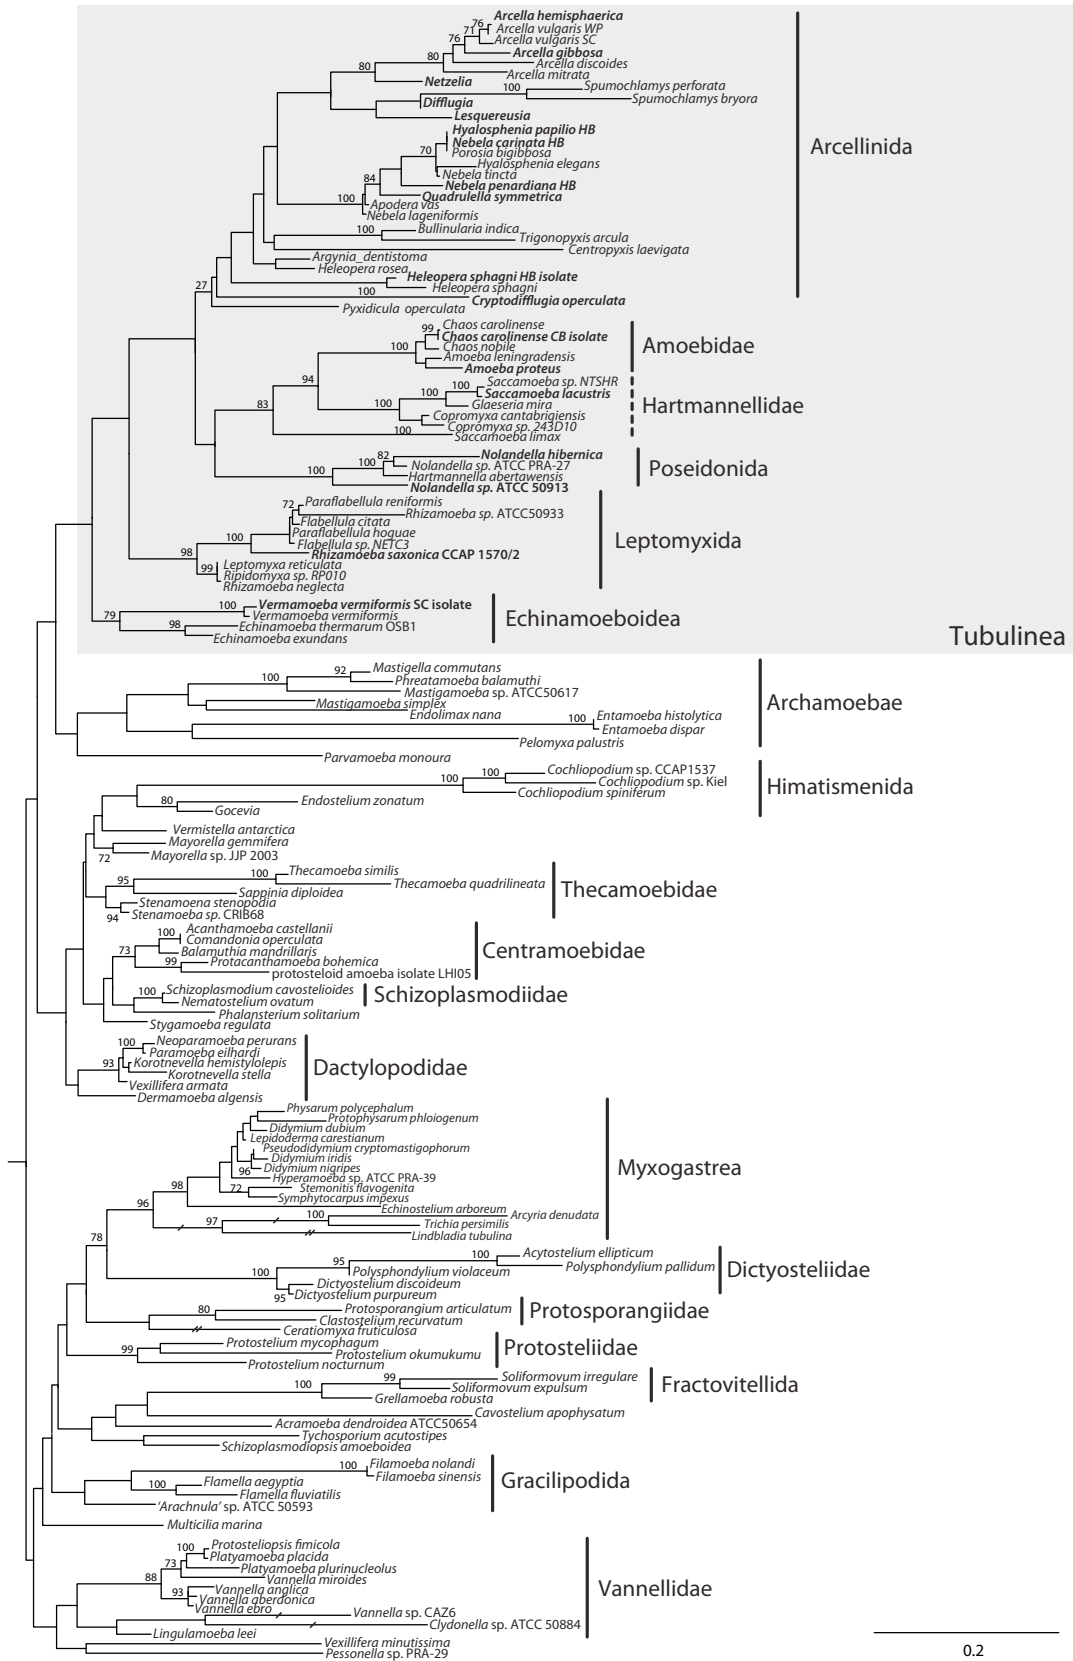 Arcella hemisphaerica
76
Arcella vulgaris WP
71
Arcella vulgaris SC
76
Arcella gibbosa
80
Arcella discoides
80
Arcella mitrata
Netzelia
100
Spumochlamys perforata
Difflugia
Spumochlamys bryora
Lesquereusia
Hyalosphenia papilio HB
Nebela carinata HB
Arcellinida
70
Porosia bigibbosa
Hyalosphenia elegans
Nebela tincta
84
Nebela penardiana HB
100
Quadrulella symmetrica
Apodera vas
Nebela lageniformis
100
Bullinularia indica
Trigonopyxis arcula
Centropyxis laevigata
Argynia_dentistoma
Heleopera rosea
Heleopera sphagni HB isolate
27
Heleopera sphagni
100
Cryptodifflugia operculata
Pyxidicula operculata
99
Chaos carolinense
Chaos carolinense CB isolate
100
Chaos nobile
Amoebidae
Amoeba leningradensis
Amoeba proteus
94
100
Saccamoeba sp. NTSHR
100
Saccamoeba lacustris
83
100
Glaeseria mira
Hartmannellidae
Copromyxa cantabrigiensis
100
Copromyxa sp. 243D10
Saccamoeba limax
82
Nolandella hibernica
100
Nolandella sp. ATCC PRA-27
Poseidonida
100
Hartmannella abertawensis
Nolandella sp. ATCC 50913
72
Paraflabellula reniformis
Rhizamoeba sp. ATCC50933
Flabellula citata
100
Paraflabellula hoguae
Leptomyxida
Flabellula sp. NETC3
98
Rhizamoeba saxonica CCAP 1570/2
99
Leptomyxa reticulata
Ripidomyxa sp. RP010
Rhizamoeba neglecta
100
Vermamoeba vermiformis SC isolate
79
Vermamoeba vermiformis
Echinamoeboidea
98
Echinamoeba thermarum OSB1
Echinamoeba exundans
Tubulinea
92
Mastigella commutans
100
Phreatamoeba balamuthi
Mastigamoeba sp. ATCC50617
Mastigamoeba simplex
Archamoebae
Endolimax nana
100
Entamoeba histolytica
Entamoeba dispar
Pelomyxa palustris
Parvamoeba monoura
100
Cochliopodium sp. CCAP1537
100
Cochliopodium sp. Kiel
Himatismenida
Cochliopodium spiniferum
80
Endostelium zonatum
Gocevia
Vermistella antarctica
Mayorella gemmifera
72
Mayorella sp. JJP 2003
100
Thecamoeba similis
95
Thecamoeba quadrilineata
Thecamoebidae
Sappinia diploidea
Stenamoena stenopodia
94
Stenamoeba sp. CRIB68
100
Acanthamoeba castellanii
Comandonia operculata
73
Balamuthia mandrillaris
Centramoebidae
99
Protacanthamoeba bohemica
protosteloid amoeba isolate LHI05
100
Schizoplasmodium cavostelioides
Schizoplasmodiidae
Nematostelium ovatum
Phalansterium solitarium
Stygamoeba regulata
100
Neoparamoeba perurans
Paramoeba eilhardi
93
Korotnevella hemistylolepis
Dactylopodidae
Korotnevella stella
Vexillifera armata
Dermamoeba algensis
Physarum polycephalum
Protophysarum phloiogenum
Didymium dubium
Lepidoderma carestianum
Pseudodidymium cryptomastigophorum
Didymium iridis
Didymium nigripes
Myxogastrea
96
Hyperamoeba sp. ATCC PRA-39
98
72
Stemonitis flavogenita
Symphytocarpus impexus
96
Echinostelium arboreum
97
100
Arcyria denudata
Trichia persimilis
Lindbladia tubulina
78
100
Acytostelium ellipticum
95
Polysphondylium pallidum
Dictyosteliidae
100
Polysphondylium violaceum
Dictyostelium discoideum
95
Dictyostelium purpureum
80
Protosporangium articulatum
Protosporangiidae
Clastostelium recurvatum
Ceratiomyxa fruticulosa
99
Protostelium mycophagum
Protosteliidae
Protostelium okumukumu
Protostelium nocturnum
99
Soliformovum irregulare
100
Soliformovum expulsum
Fractovitellida
Grellamoeba robusta
Cavostelium apophysatum
Acramoeba dendroidea ATCC50654
Tychosporium acutostipes
Schizoplasmodiopsis amoeboidea
100
Filamoeba nolandi
Filamoeba sinensis
Gracilipodida
100
Flamella aegyptia
Flamella fluviatilis
'Arachnula' sp. ATCC 50593
Multicilia marina
100
Protosteliopsis fimicola
Platyamoeba placida
73
Platyamoeba plurinucleolus
88
Vannella miroides
Vannellidae
93
Vannella anglica
Vannella aberdonica
Vannella ebro
Vannella sp. CAZ6
Clydonella sp. ATCC 50884
Lingulamoeba leei
Vexillifera minutissima
Pessonella sp. PRA-29
0.2